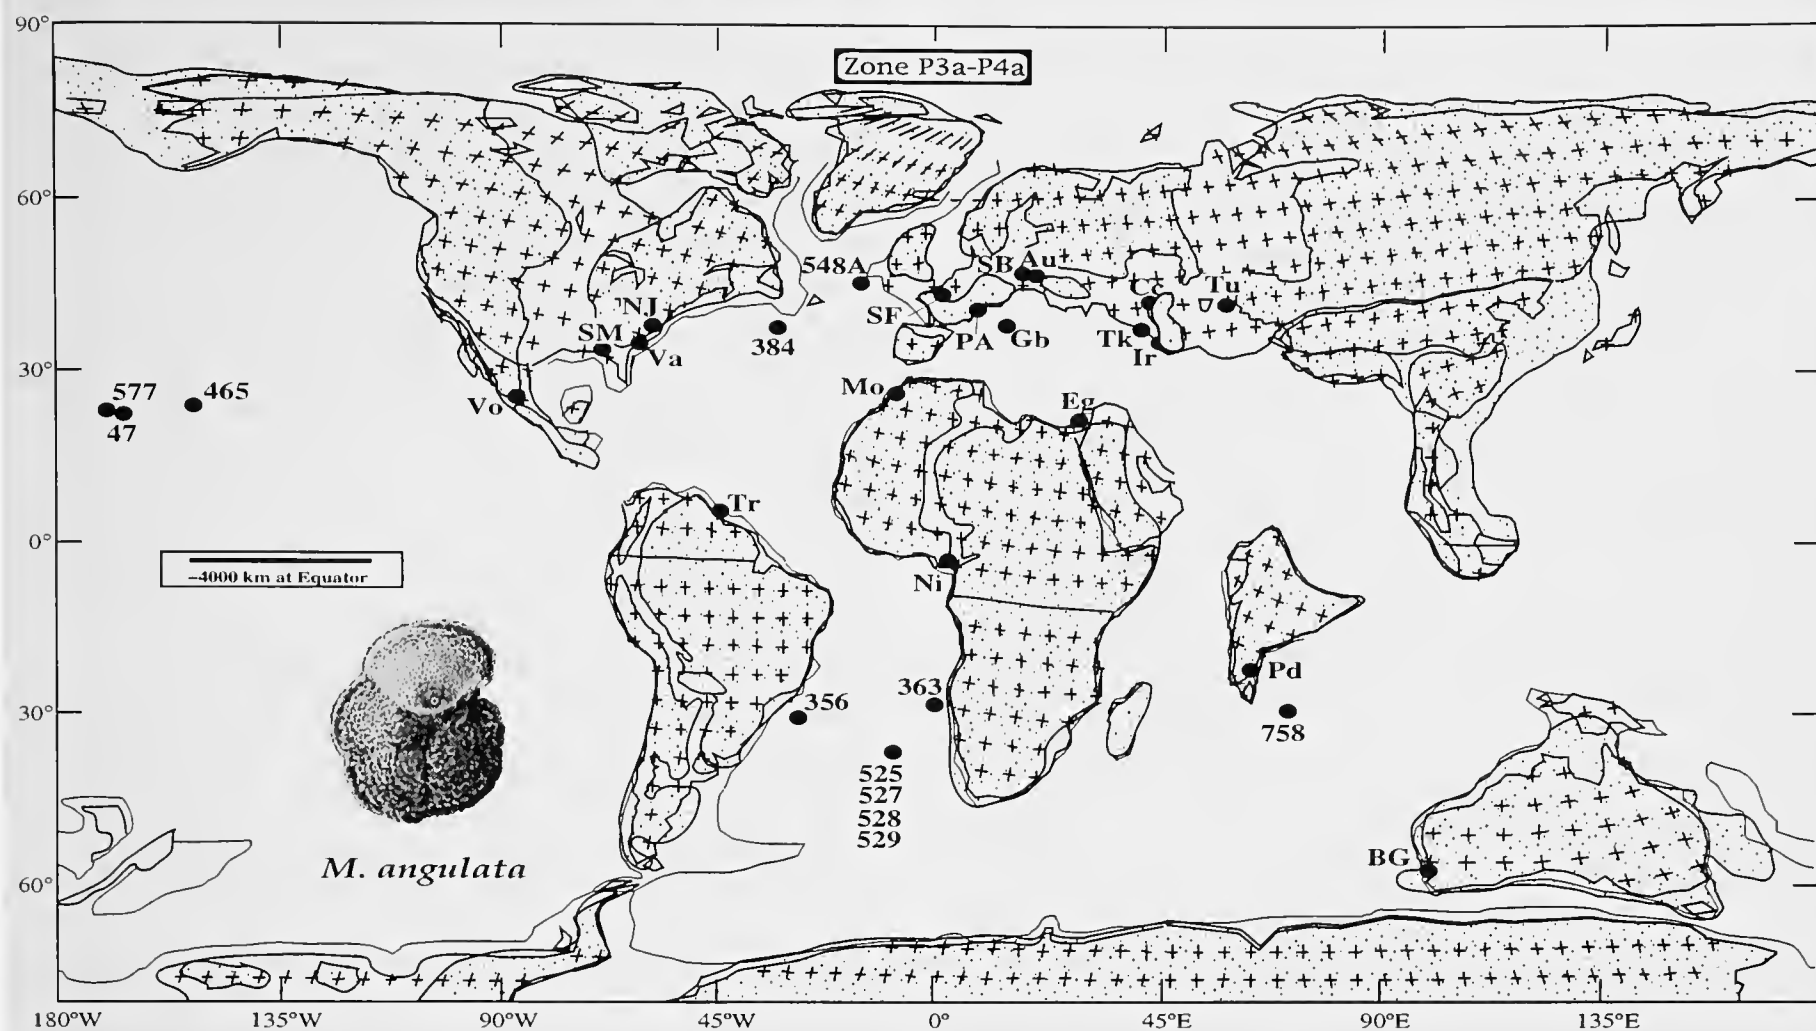 90°
Zone P3a-P4a
60°
548A
SB
Au
Cc
Tu
NJ
SM
Va
384
SF
PA
Gb
Tk
Ir
30°
577
465
47
Vo
Mo
Eg
Tr
0°
~4000 km at Equator
Ni
Pd
363
356
30°
758
525
527
528
529
BG
M. angulata
60°
180°W
135°W
90°W
45°W
0°
45°E
90°E
135°E